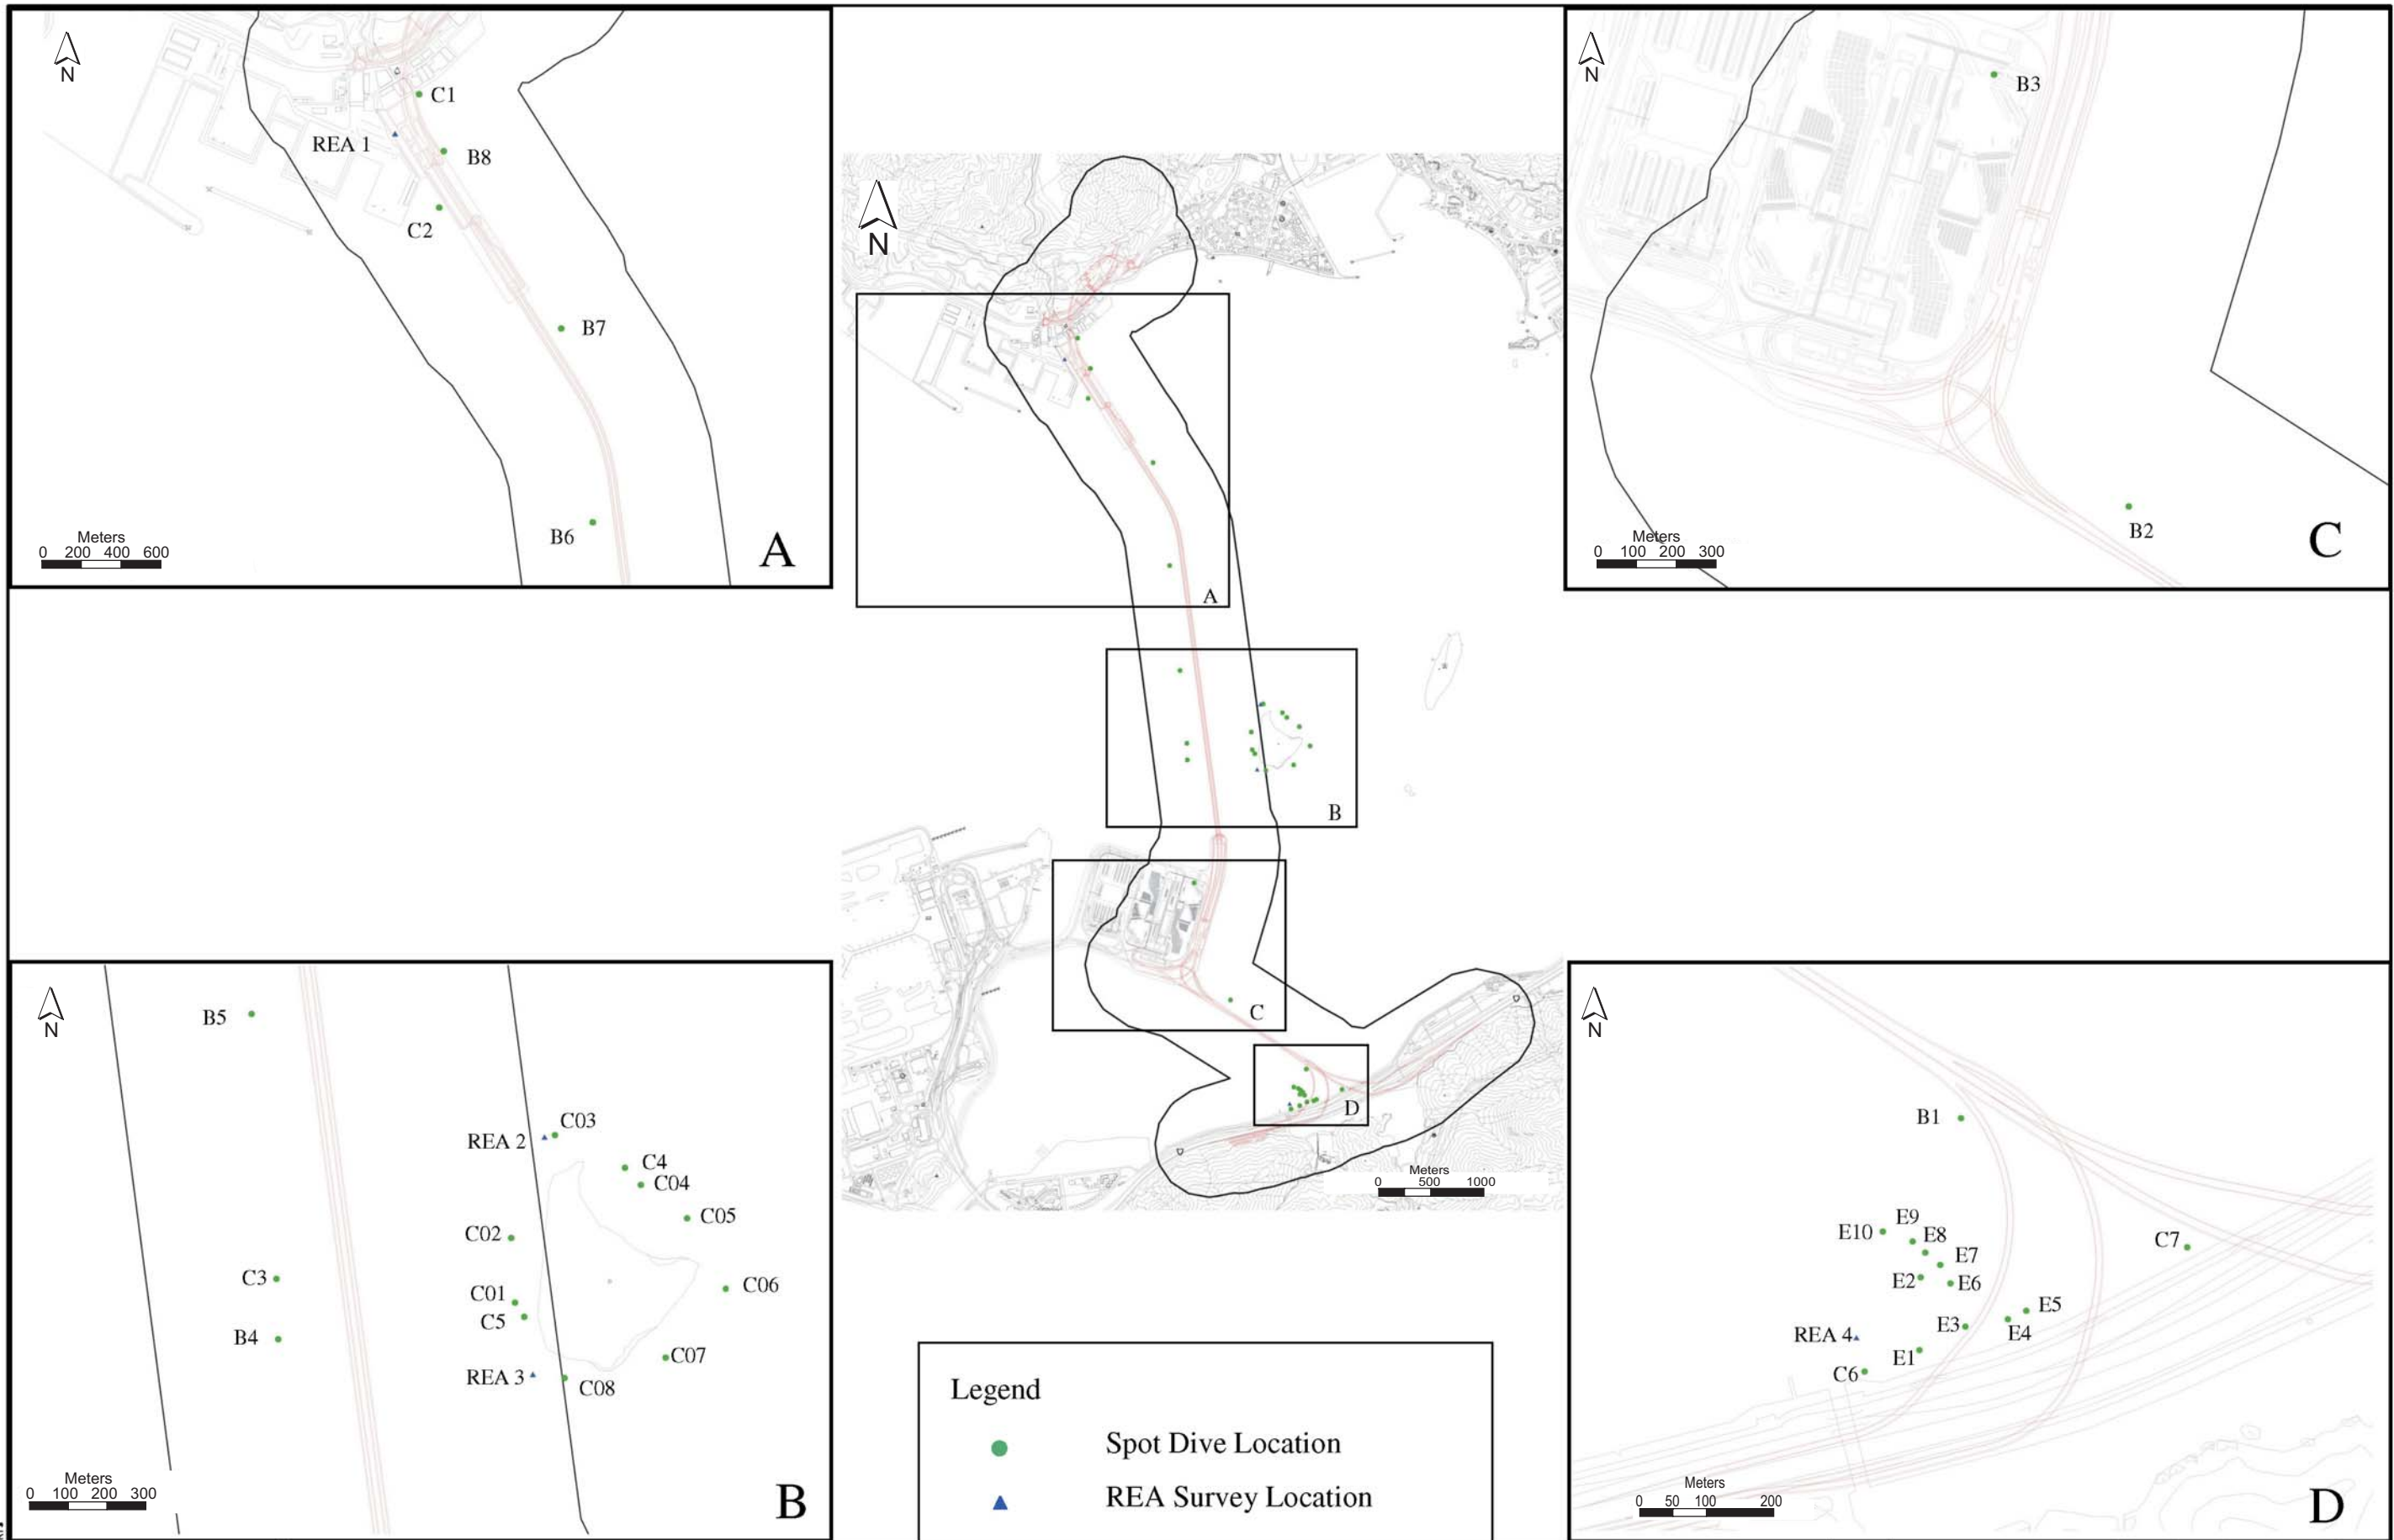 N
C1
REA 1
B8
C2
B7
B6
Meters
0 200 400 600
A
N
A
B
C
D
Meters
0 500 1000
N
B3
B2
Meters
0 100 200 300
C
N
B5
C03
REA 2
C4
C04
C05
C02
C3
C01
C06
C5
B4
C07
REA 3
C08
Meters
0 100 200 300
B
Legend
Spot Dive Location
REA Survey Location
N
B1
E9
E10
E8
C7
E7
E2
E6
E5
E3
E4
REA 4
E1
C6
Meters
0 50 100 200
D